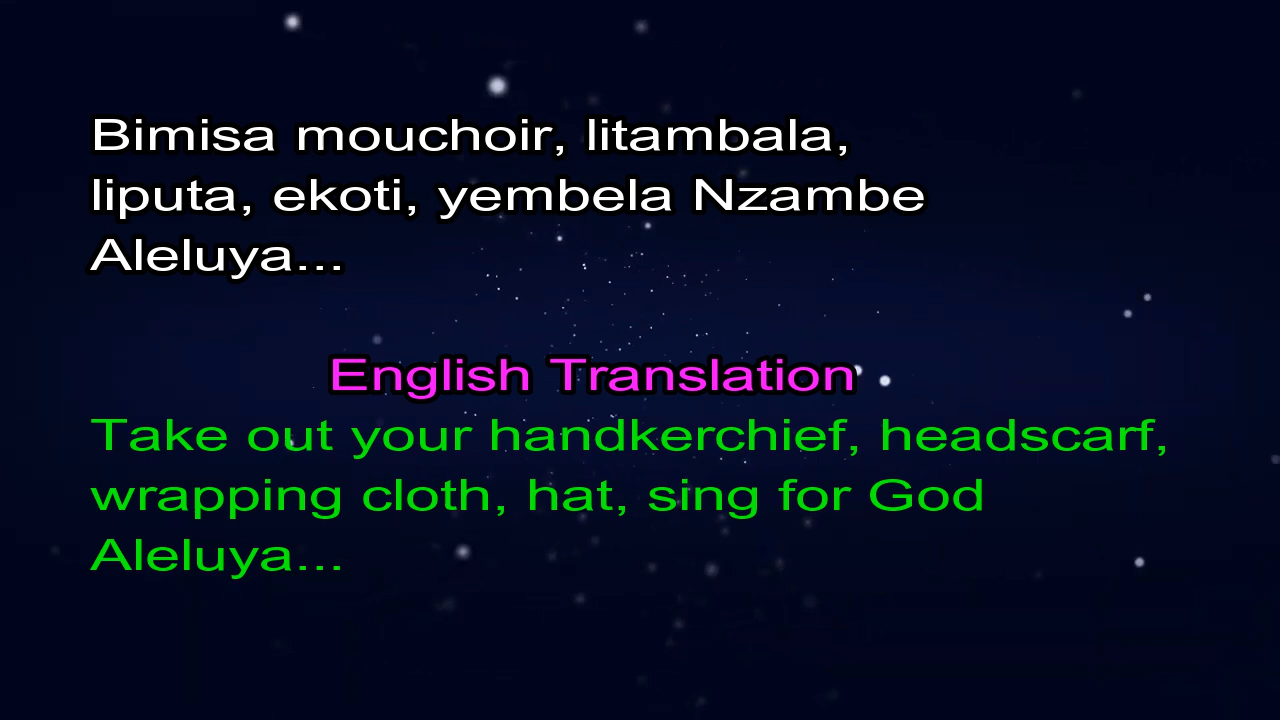 Bimisa mouchoir, litambala,
liputa, ekoti, yembela Nzambe
Aleluya...
English Translation
Take out your handkerchief, headscarf,
wrapping cloth, hat, sing for God
Aleluya...